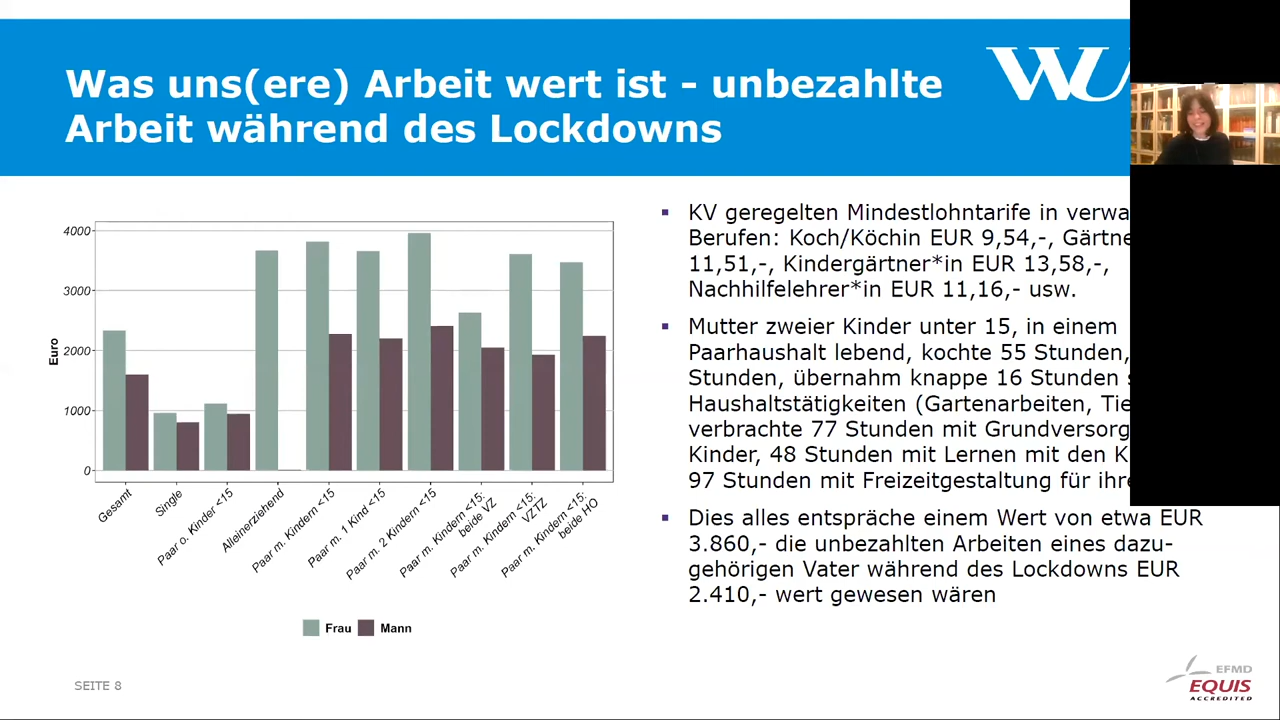 Was uns(ere) Arbeit wert ist - unbezahlte
Arbeit während des Lockdowns
WU
4000
3000
2000
1000
0
Euro
Gesamt
Single
Paar o. Kinder <15
Alleinerziehend
Paar m. Kindern <15
Paar m. 1 Kind <15
Paar m. 2 Kindern <15
Paar m. Kindern <15:
beide VZ
Paar m. Kindern <15:
VZTZ
Paar m. Kindern <15:
beide HO
Frau Mann
KV geregelten Mindestlohntarife in
Berufen: Koch/Köchin EUR 9,54,-,
11,51,-, Kindergärtner*in EUR 13,58,-,
Nachhilfelehrer*in EUR 11,16,- usw.
Mutter zweier Kinder unter 15, in einem
Paarhaushalt lebend, kochte 55 Stunden,
Stunden, übernahm knappe 16 Stunden
Haushaltstätigkeiten (Gartenarbeiten,
verbrachte 77 Stunden mit
Kinder, 48 Stunden mit Lernen mit den
97 Stunden mit Freizeitgestaltung für
Dies alles entspräche einem Wert von etwa EUR
3.860,- die unbezahlten Arbeiten eines dazu-
gehörigen Vater während des Lockdowns EUR
2.410,- wert gewesen wären
SEITE 8
EFMD
EQUIS
ACCREDITED